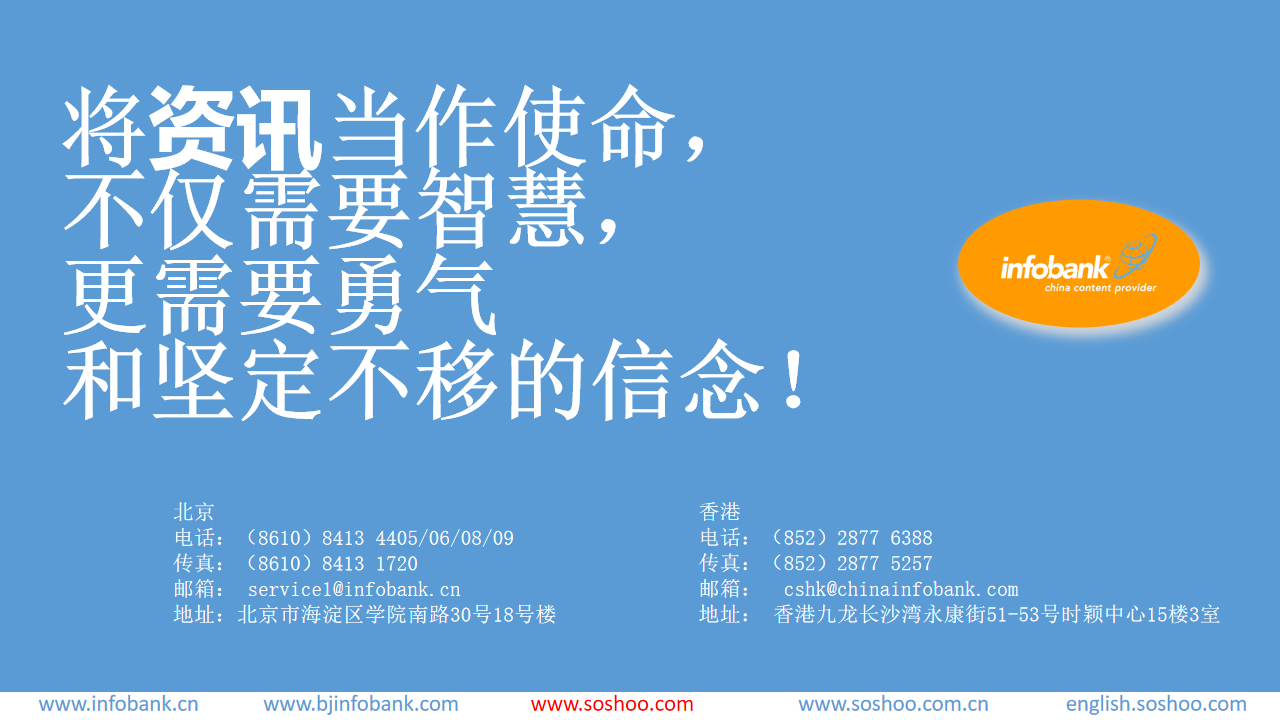 将资讯当作使命，
不仅需要智慧，
更需要勇气
和坚定不移的信念！
infobank®
china content provider
北京
电话：（8610）8413 4405/06/08/09
传真：（8610）8413 1720
邮箱： service1@infobank.cn
地址：北京市海淀区学院南路30号18号楼
香港
电话：（852）2877 6388
传真：（852）2877 5257
邮箱： cshk@chinainfobank.com
地址： 香港九龙长沙湾永康街51-53号时颖中心15楼3室
www.infobank.cn www.bjinfobank.com www.soshoo.com www.soshoo.com.cn english.soshoo.com